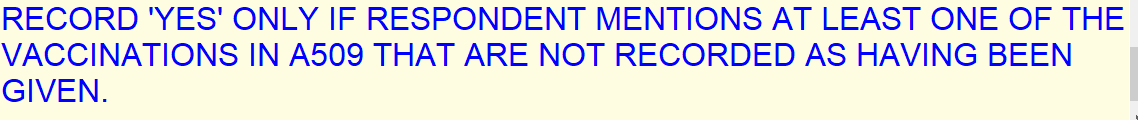 RECORD 'YES' ONLY IF RESPONDENT MENTIONS AT LEAST ONE OF THE
VACCINATIONS IN A509 THAT ARE NOT RECORDED AS HAVING BEEN
GIVEN.